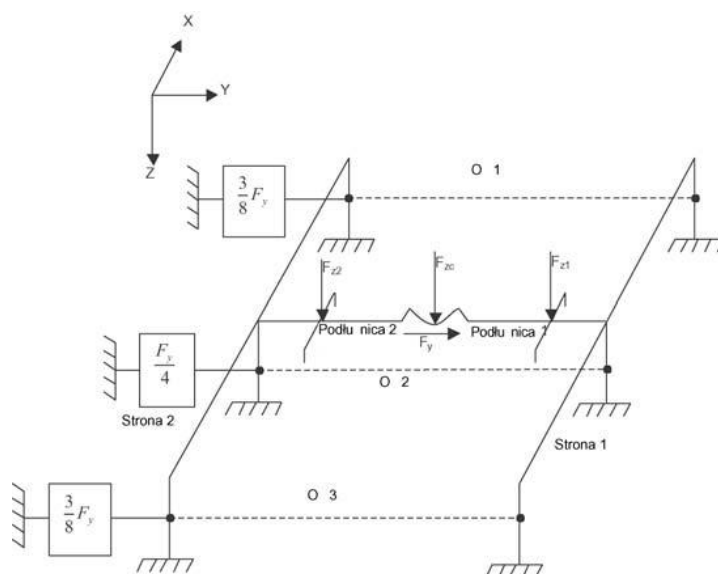 X
Y
Z
O 1
3/8 F_y
F_z2
F_zc
F_z1
Podłu nica 2
Podłu nica 1
F_y
F_y/4
O 2
Strona 2
Strona 1
O 3
3/8 F_y